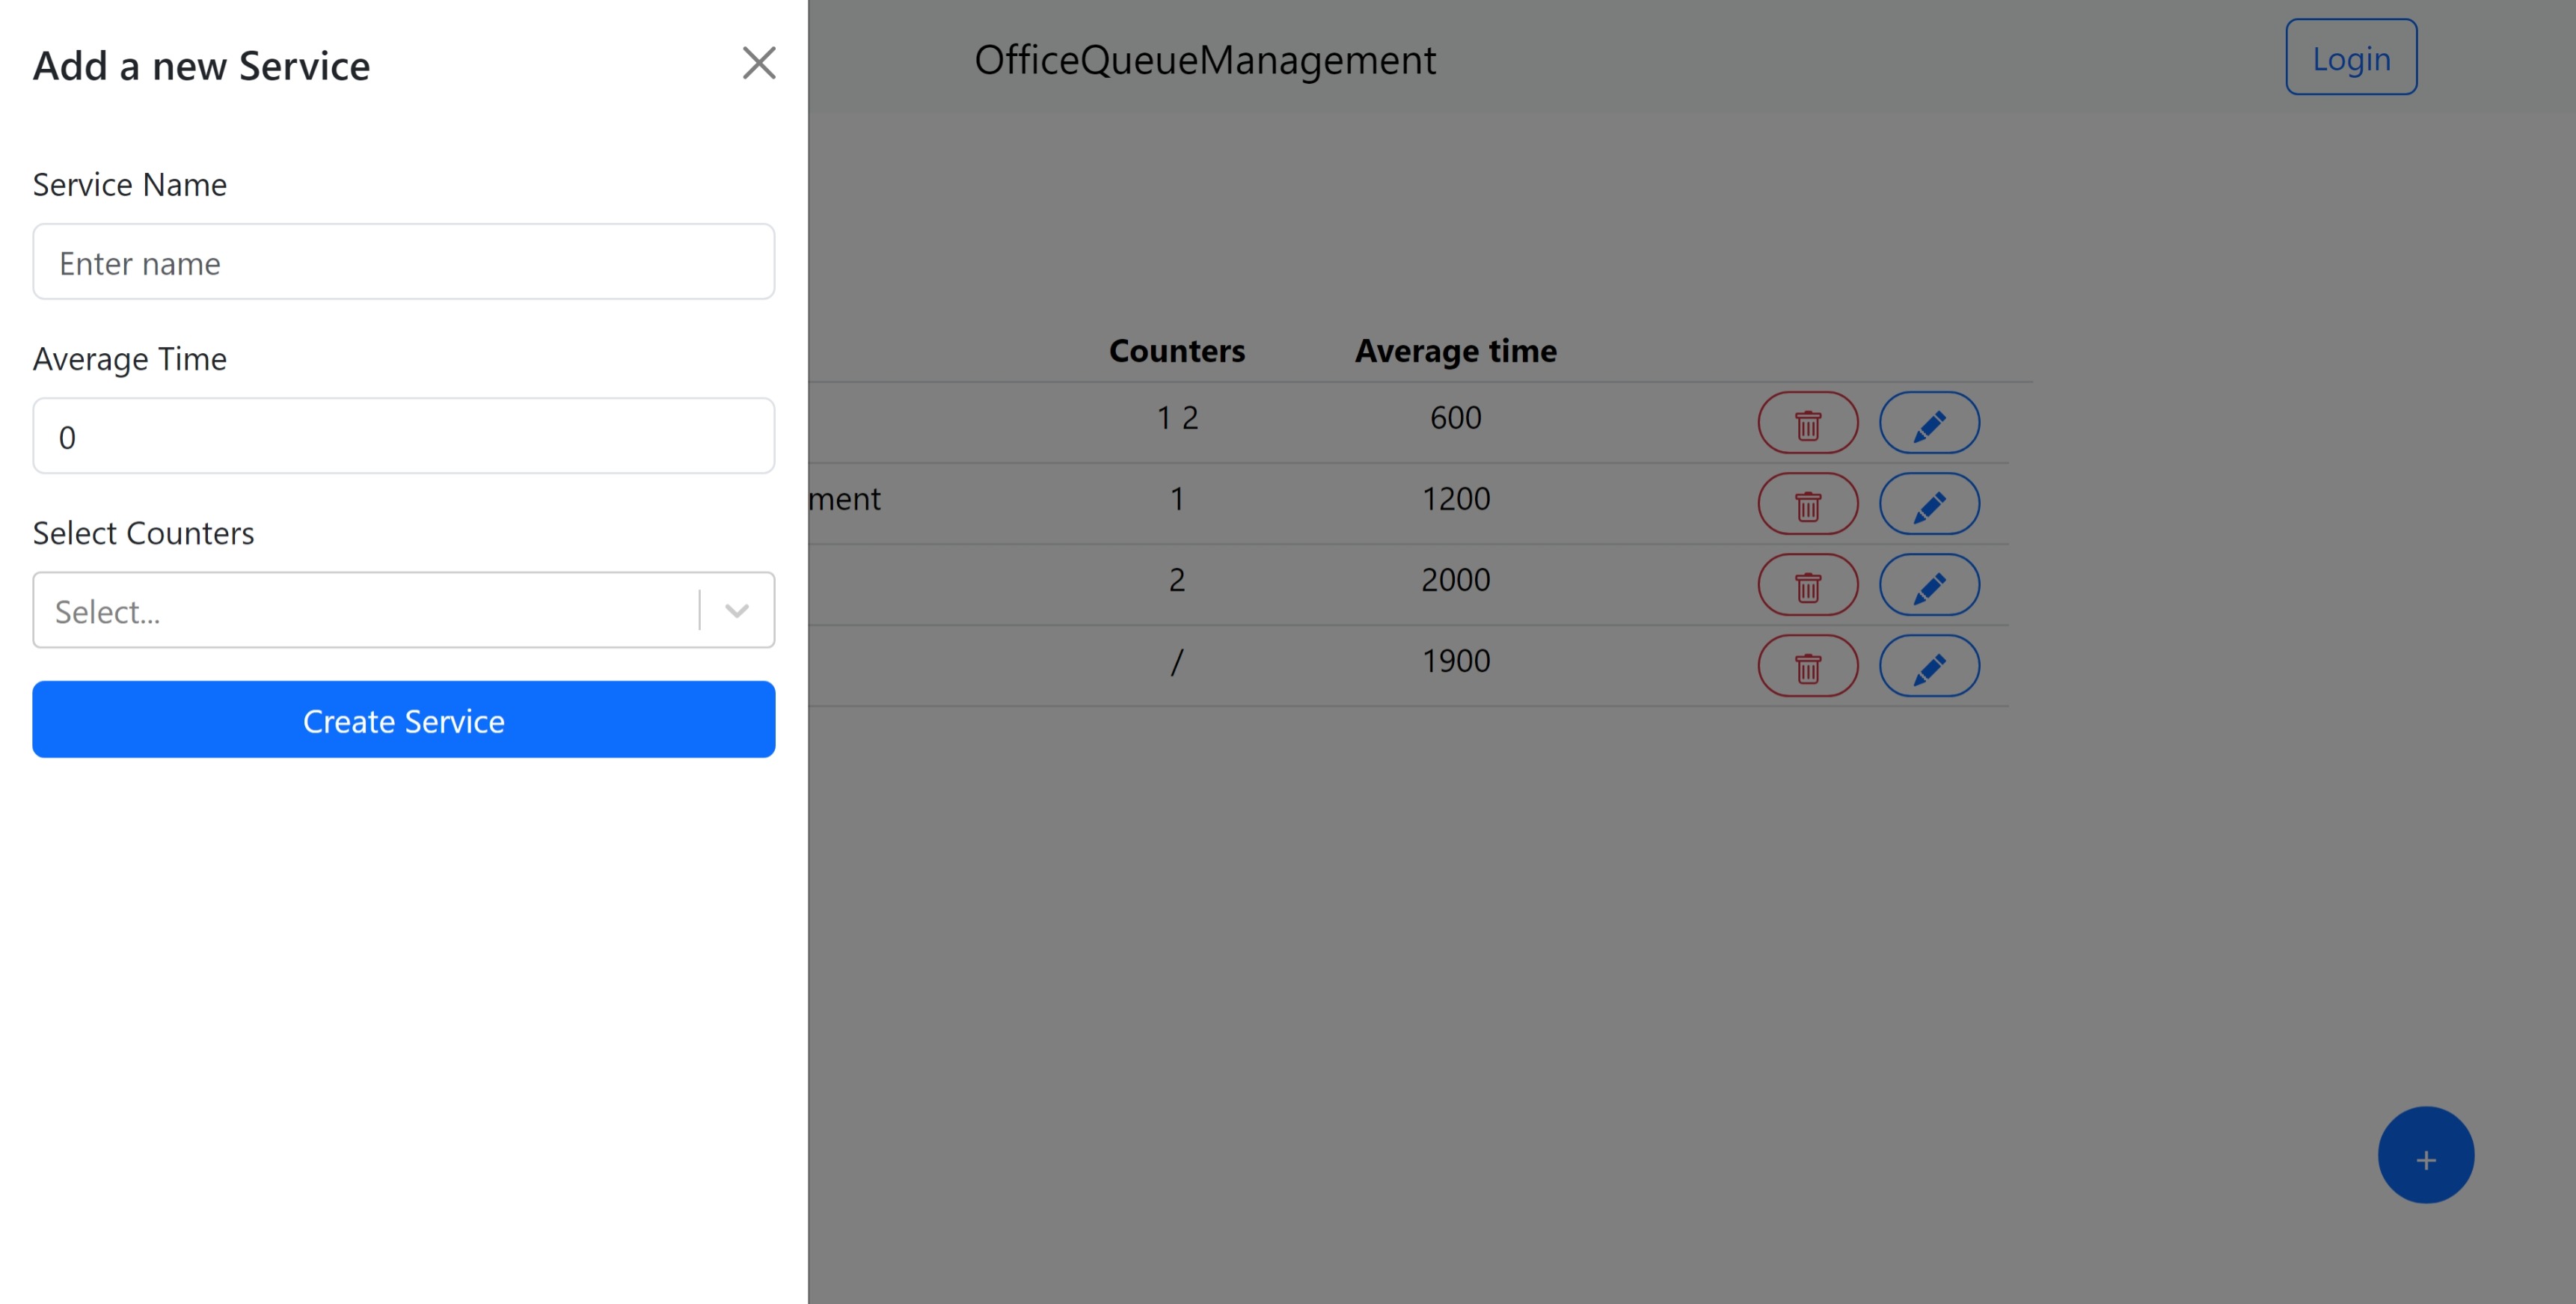 Add a new Service
OfficeQueueManagement
Login
Service Name
Enter name
Average Time
0
Select Counters
Select...
Create Service
Counters Average time
1 2 600
ment 1 1200
2 2000
/ 1900
+